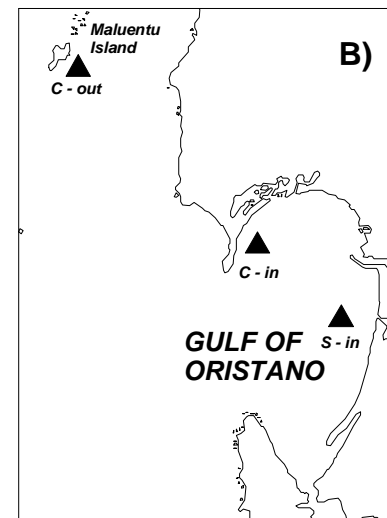 Maluentu
Island
B)
C - out
C - in
S - in
GULF OF
ORISTANO